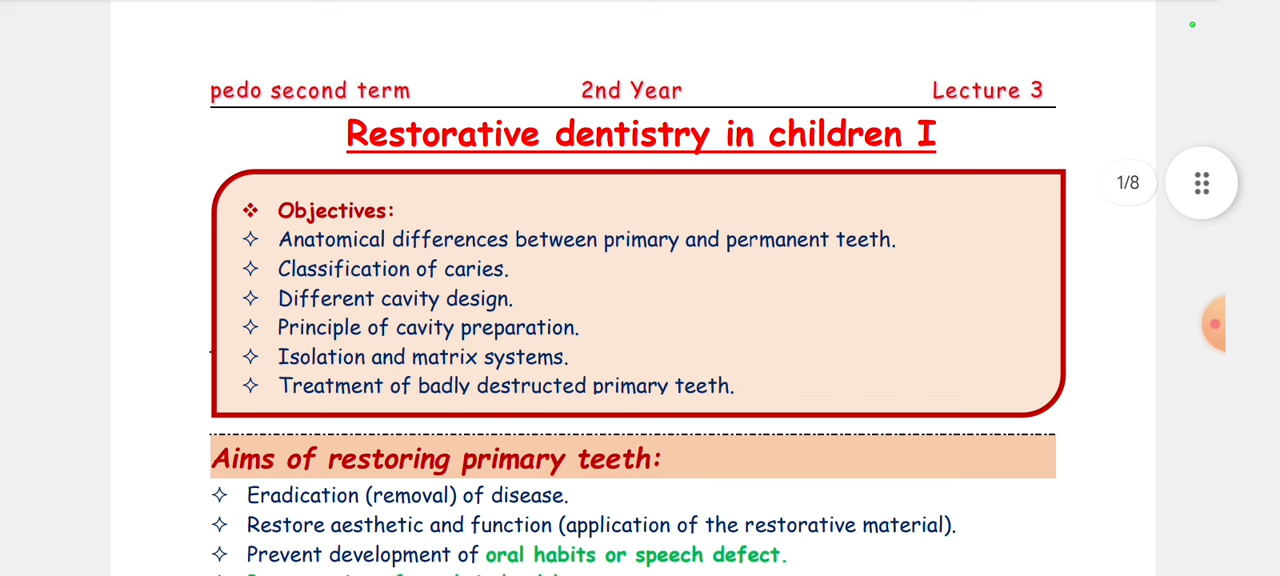 pedo second term 2nd Year Lecture 3
Restorative dentistry in children I
❖ Objectives:
✧ Anatomical differences between primary and permanent teeth.
✧ Classification of caries.
✧ Different cavity design.
✧ Principle of cavity preparation.
✧ Isolation and matrix systems.
✧ Treatment of badly destructed primary teeth.
1/8
Aims of restoring primary teeth:
✧ Eradication (removal) of disease.
✧ Restore aesthetic and function (application of the restorative material).
✧ Prevent development of oral habits or speech defect.